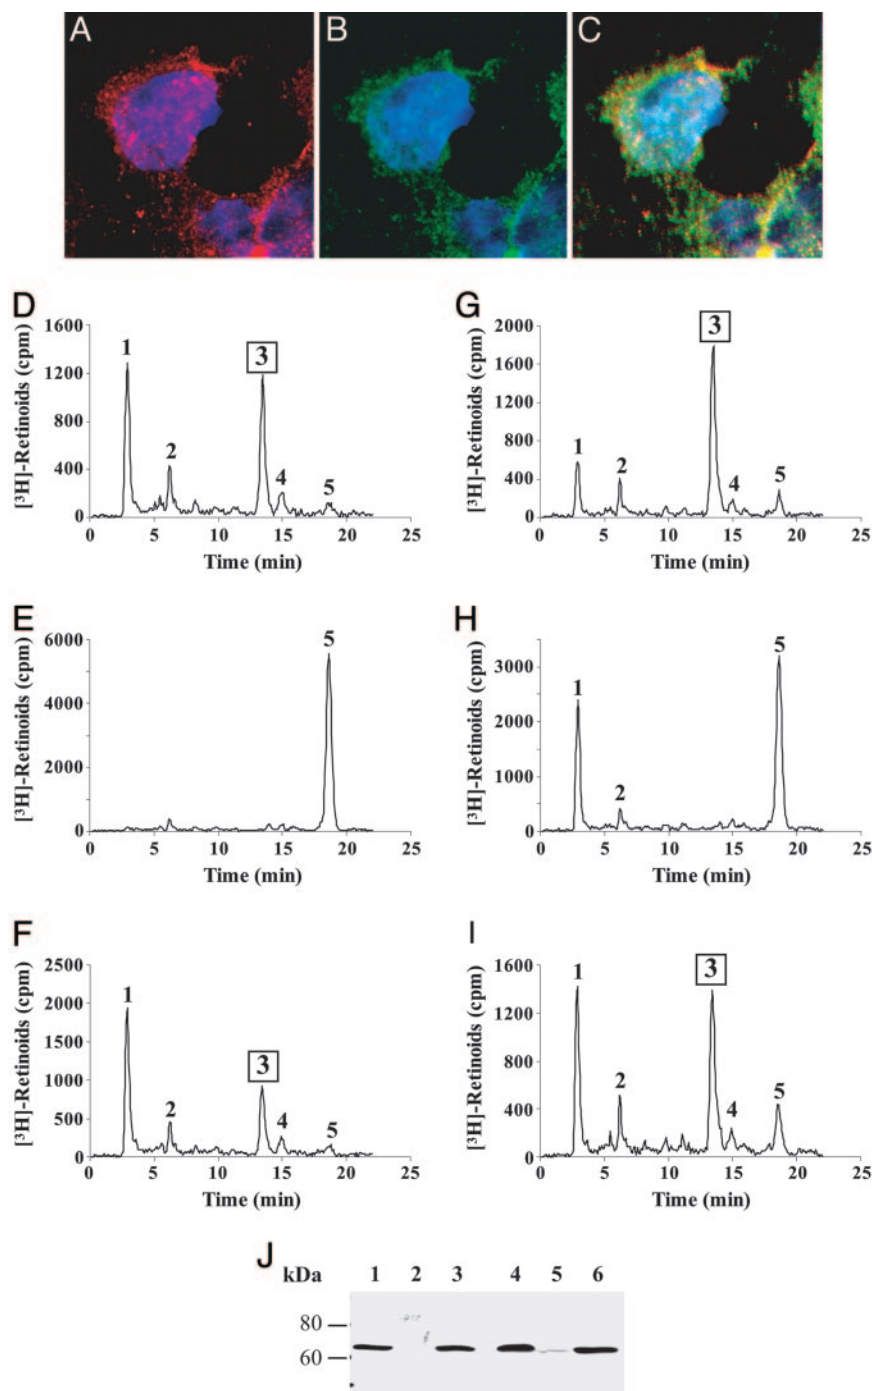 A B C
D
[³H]-Retinoids (cpm)
1600
1200
800
400
0
0 5 10 15 20 25
Time (min)
1 2 3 4 5
G
[³H]-Retinoids (cpm)
2000
1600
1200
800
400
0
0 5 10 15 20 25
Time (min)
1 2 3 4 5
E
[³H]-Retinoids (cpm)
6000
4000
2000
0
0 5 10 15 20 25
Time (min)
5
H
[³H]-Retinoids (cpm)
3000
2000
1000
0
0 5 10 15 20 25
Time (min)
1 2 5
F
[³H]-Retinoids (cpm)
2500
2000
1500
1000
500
0
0 5 10 15 20 25
Time (min)
1 2 3 4 5
I
[³H]-Retinoids (cpm)
1600
1200
800
400
0
0 5 10 15 20 25
Time (min)
1 2 3 4 5
J
kDa 1 2 3 4 5 6
80
60